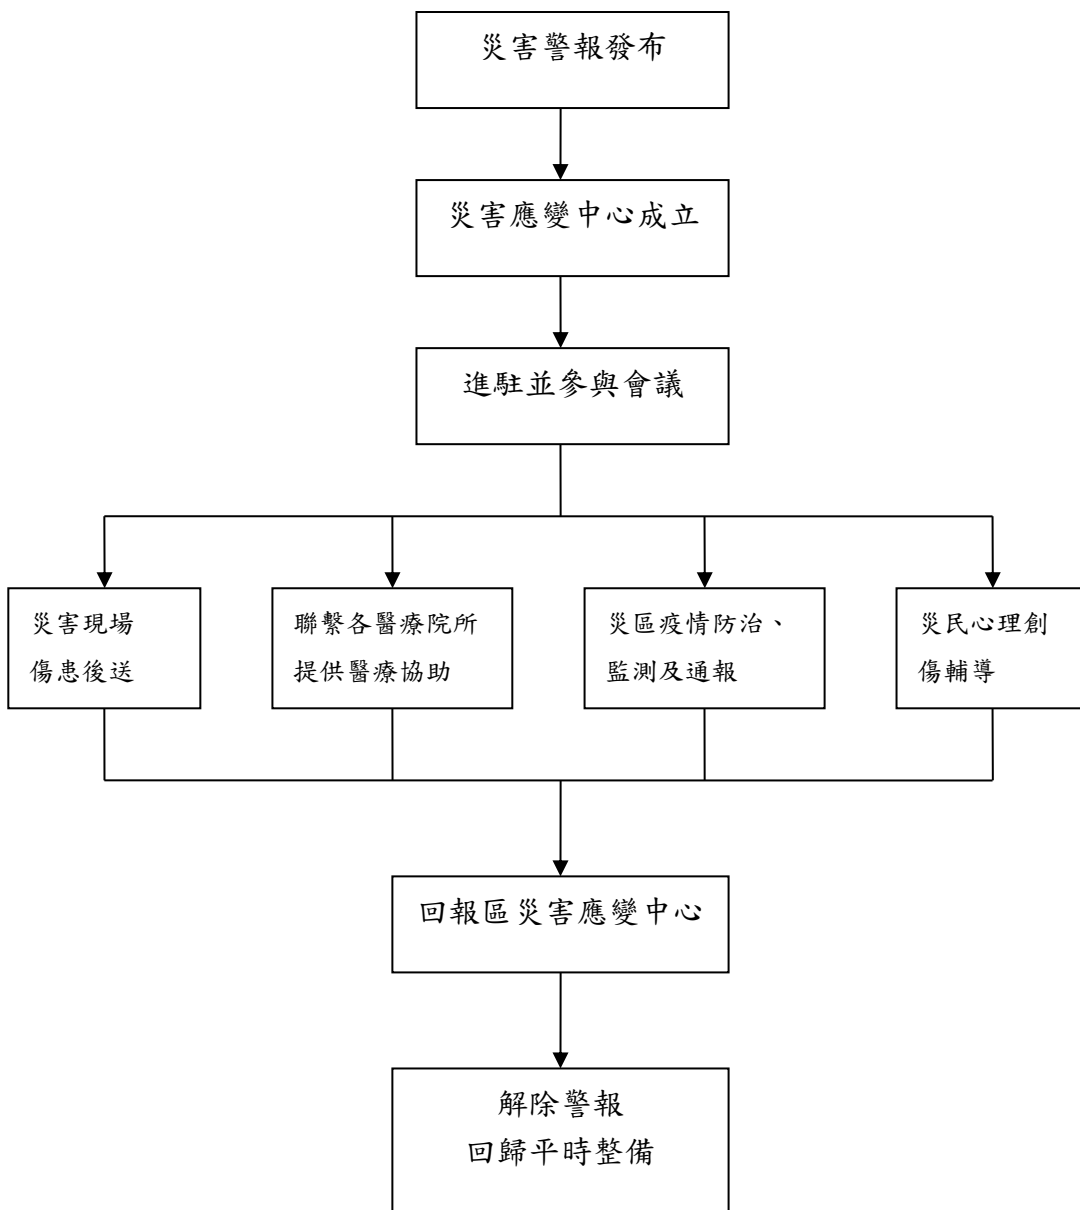 災害警報發布
災害應變中心成立
進駐並參與會議
災害現場
傷患後送
聯繫各醫療院所
提供醫療協助
災區疫情防治、
監測及通報
災民心理創
傷輔導
回報區災害應變中心
解除警報
回歸平時整備